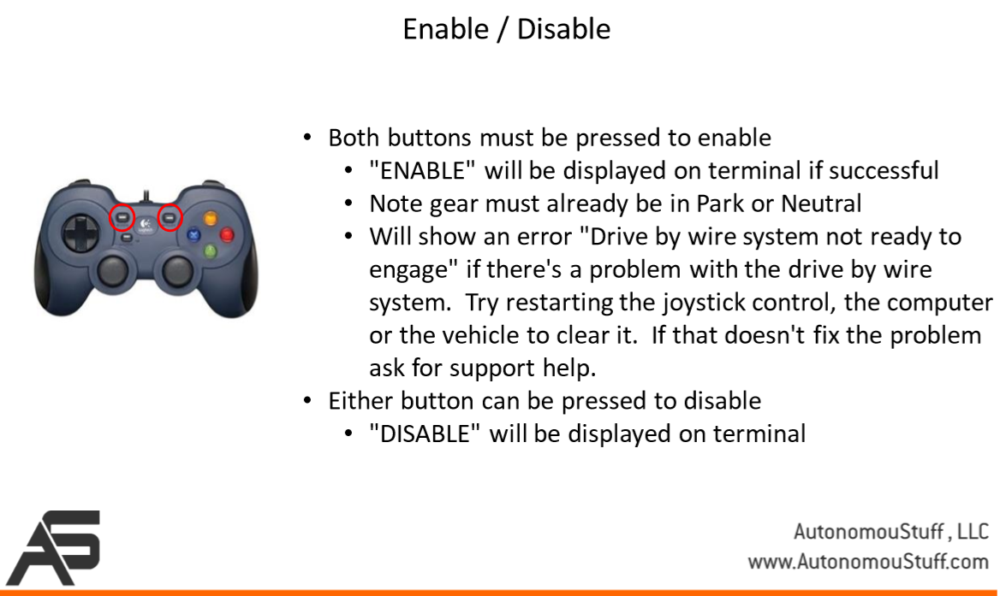 Enable / Disable
• Both buttons must be pressed to enable
• "ENABLE" will be displayed on terminal if successful
• Note gear must already be in Park or Neutral
• Will show an error "Drive by wire system not ready to
engage" if there's a problem with the drive by wire
system.  Try restarting the joystick control, the computer
or the vehicle to clear it.  If that doesn't fix the problem
ask for support help.
• Either button can be pressed to disable
• "DISABLE" will be displayed on terminal
AS
AutonomouStuff, LLC
www.AutonomouStuff.com